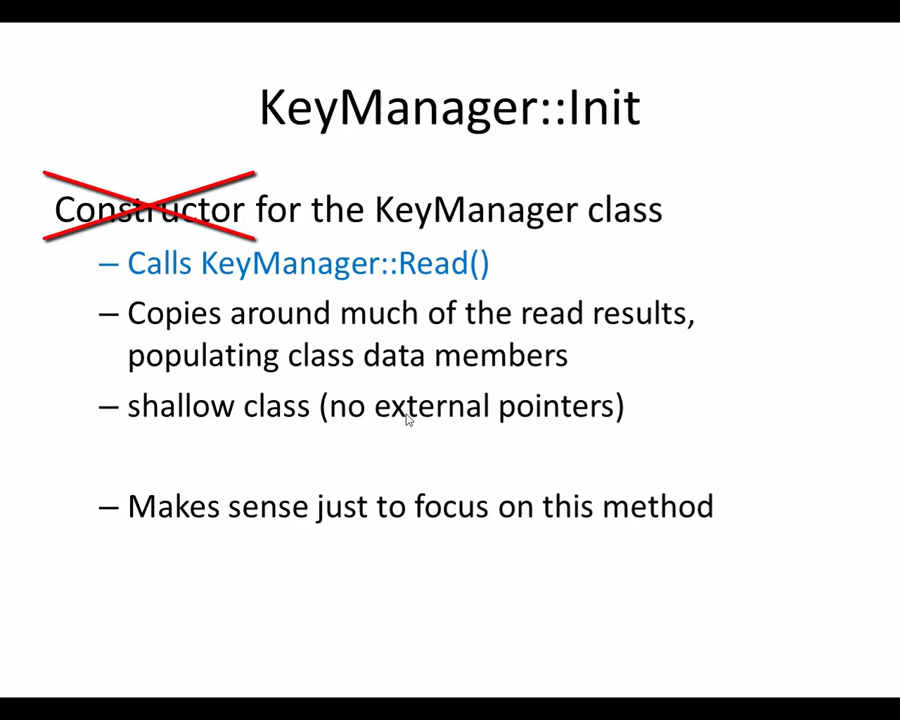 KeyManager::Init
Constructor for the KeyManager class
– Calls KeyManager::Read()
– Copies around much of the read results,
populating class data members
– shallow class (no external pointers)
– Makes sense just to focus on this method